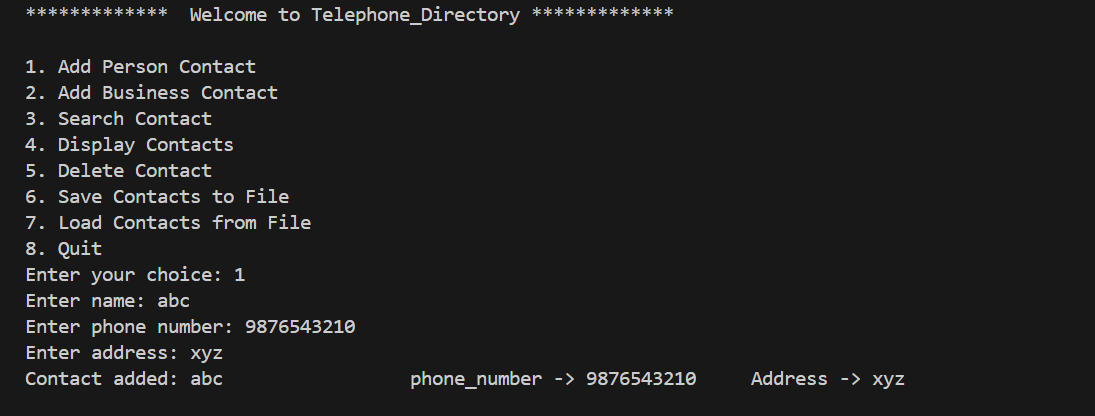 *************  Welcome to Telephone_Directory *************
1. Add Person Contact
2. Add Business Contact
3. Search Contact
4. Display Contacts
5. Delete Contact
6. Save Contacts to File
7. Load Contacts from File
8. Quit
Enter your choice: 1
Enter name: abc
Enter phone number: 9876543210
Enter address: xyz
Contact added: abc                 phone_number -> 9876543210     Address -> xyz